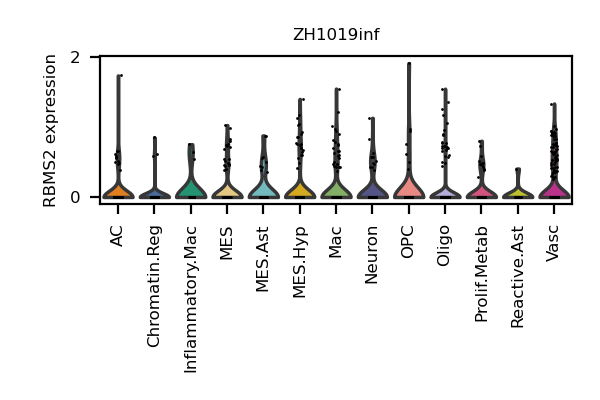 ZH1019inf
RBMS2 expression
2
0
AC
Chromatin.Reg
Inflammatory.Mac
MES
MES.Ast
MES.Hyp
Mac
Neuron
OPC
Oligo
Prolif.Metab
Reactive.Ast
Vasc